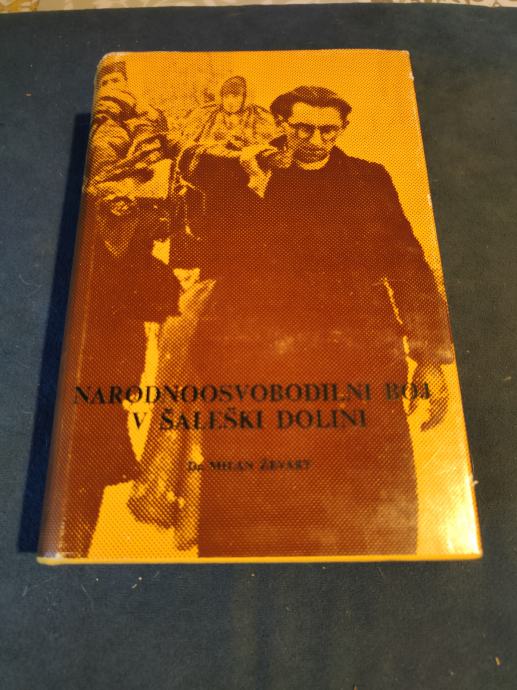 NARODNOOSVOBODILNI BOJ
V ŠALEŠKI DOLINI
Dr. MILAN ŽEVART